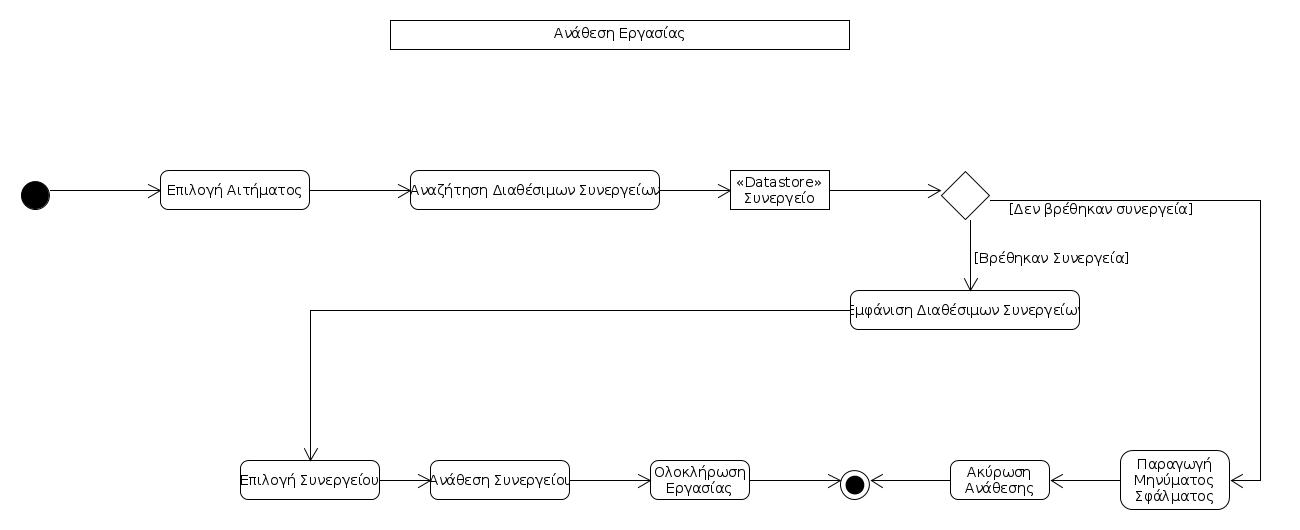 Ανάθεση Εργασίας
Επιλογή Αιτήματος
Αναζήτηση Διαθέσιμων Συνεργείων
«Datastore»
Συνεργείο
[Δεν βρέθηκαν συνεργεία]
[Βρέθηκαν Συνεργεία]
Εμφάνιση Διαθέσιμων Συνεργείων
Επιλογή Συνεργείου
Ανάθεση Συνεργείου
Ολοκλήρωση
Εργασίας
Ακύρωση
Ανάθεσης
Παραγωγή
Μηνύματος
Σφάλματος